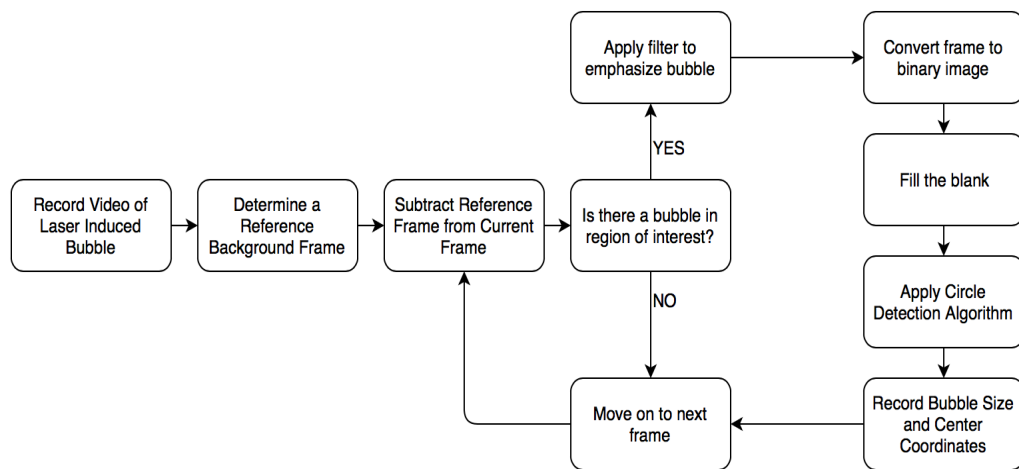 Record Video of
Laser Induced
Bubble
Determine a
Reference
Background Frame
Subtract Reference
Frame from Current
Frame
Is there a bubble in
region of interest?
YES
Apply filter to
emphasize bubble
Convert frame to
binary image
Fill the blank
Apply Circle
Detection Algorithm
Record Bubble Size
and Center
Coordinates
NO
Move on to next
frame